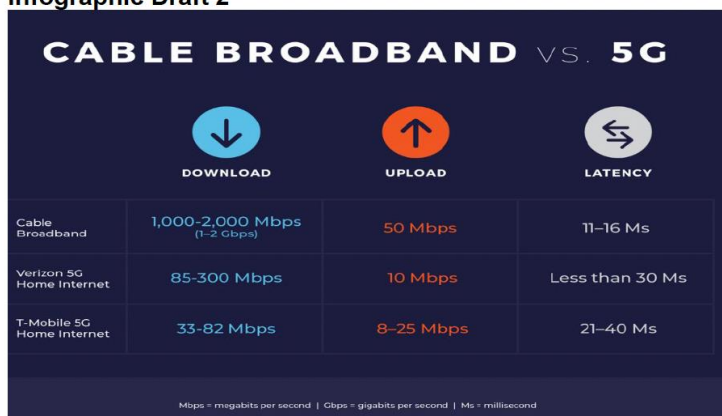 Infographic Draft 2
CABLE BROADBAND VS. 5G
DOWNLOAD UPLOAD LATENCY
Cable
Broadband
1,000-2,000 Mbps
(1–2 Gbps)
50 Mbps
11–16 Ms
Verizon 5G
Home Internet
85-300 Mbps
10 Mbps
Less than 30 Ms
T-Mobile 5G
Home Internet
33-82 Mbps
8–25 Mbps
21–40 Ms
Mbps = megabits per second | Gbps = gigabits per second | Ms = millisecond